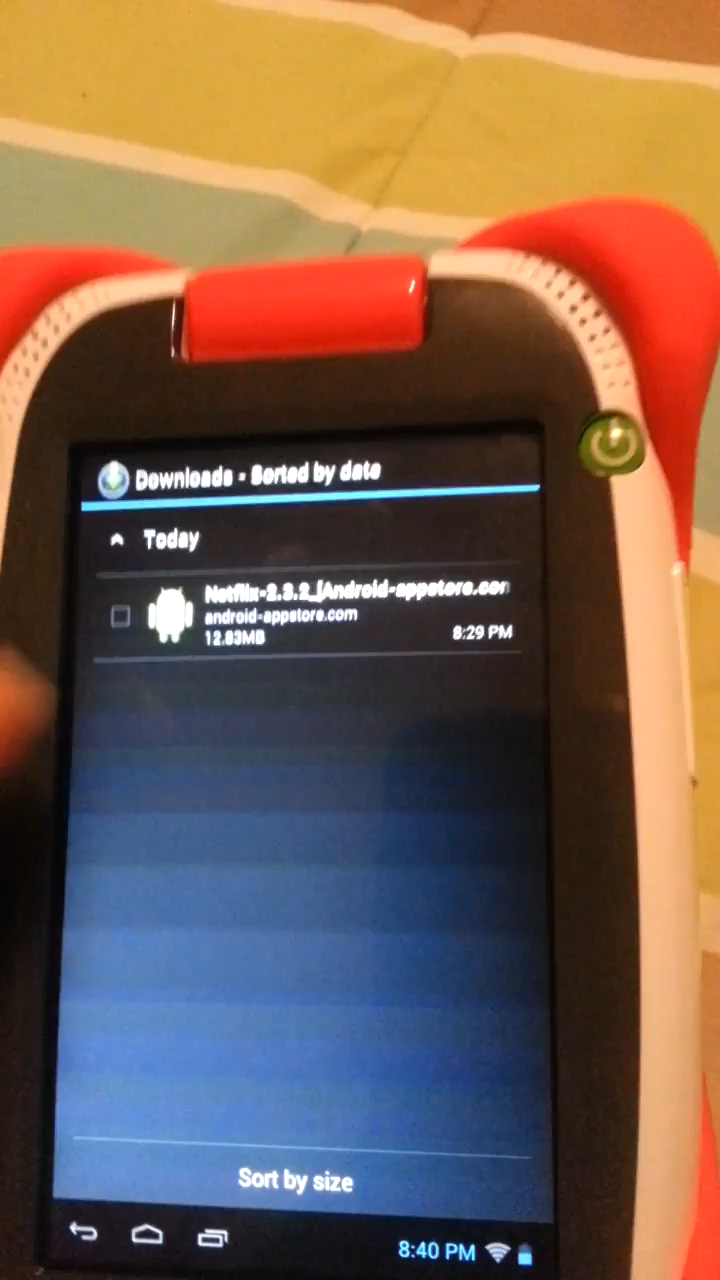 Downloads - Sorted by date
Today
Netflix-2.3.2_[Android-appstore.com
android-appstore.com
12.83MB
8:29 PM
Sort by size
8:40 PM